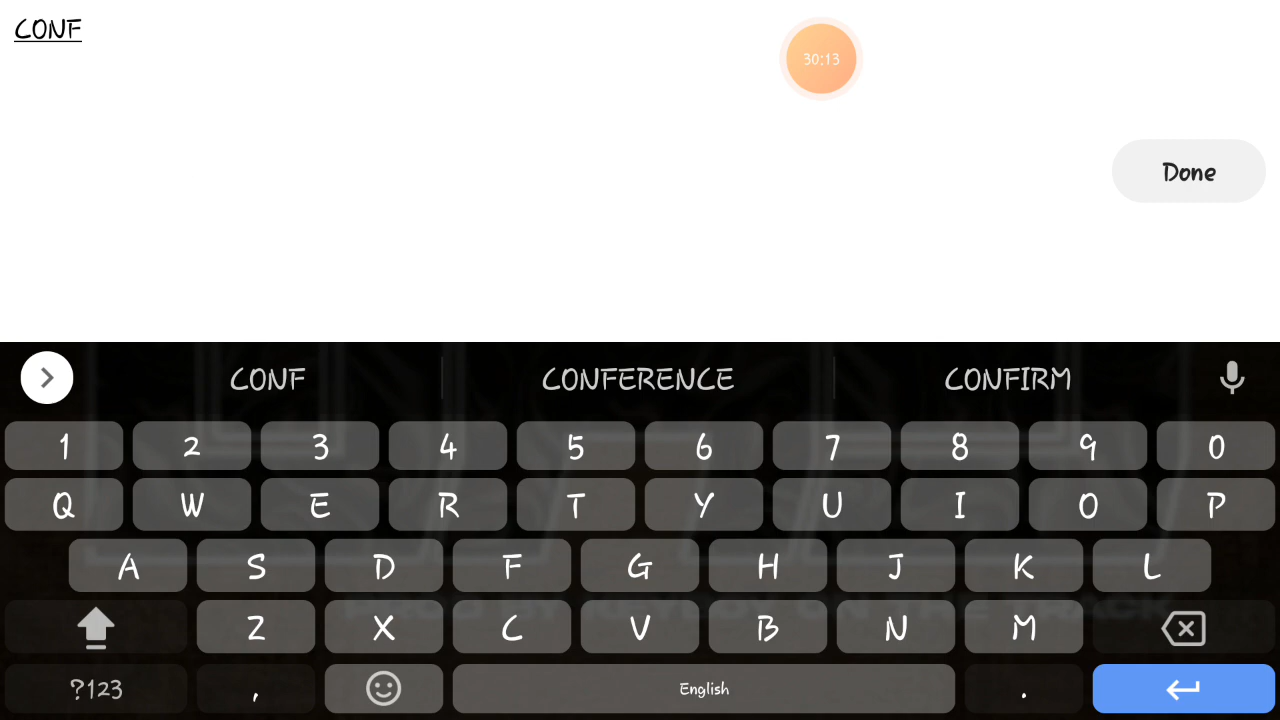 CONF
30:13
Done
CONF CONFERENCE CONFIRM
1 2 3 4 5 6 7 8 9 0
Q W E R T Y U I O P
A S D F G H J K L
Z X C V B N M
?123 , English .